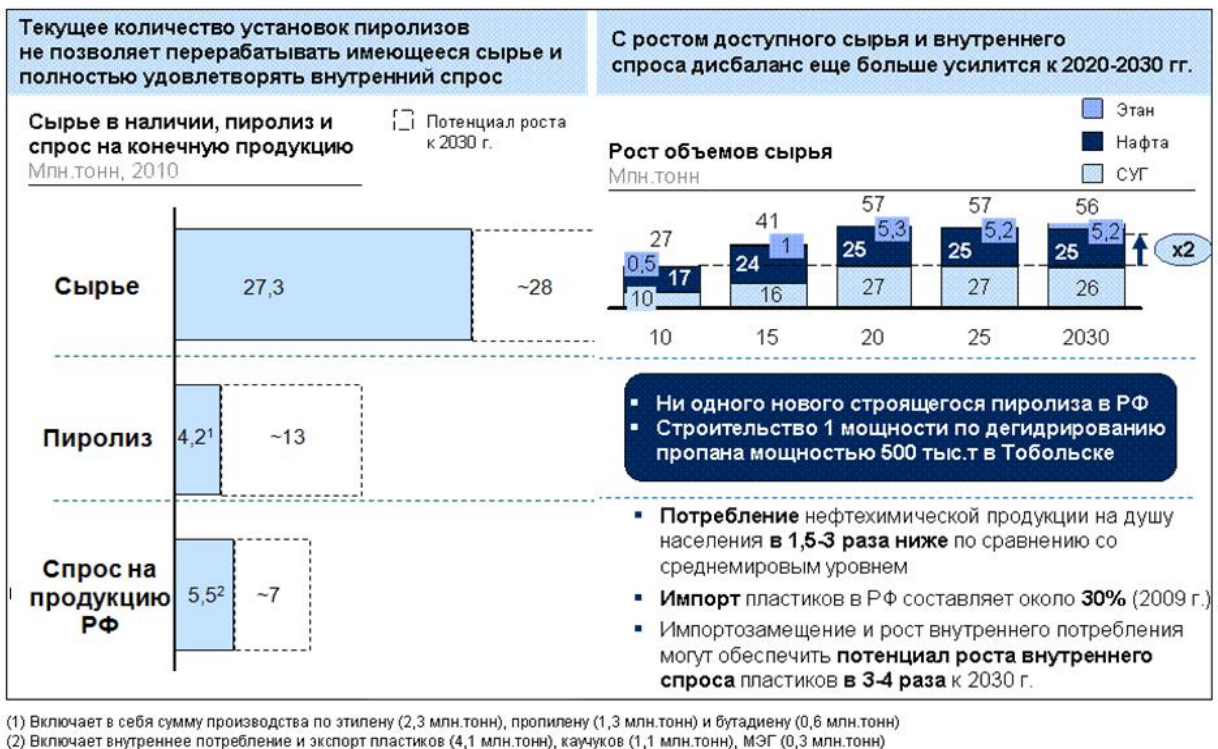 Текущее количество установок пиролизов
не позволяет перерабатывать имеющееся сырье и
полностью удовлетворять внутренний спрос
С ростом доступного сырья и внутреннего
спроса дисбаланс еще больше усилится к 2020-2030 гг.
Сырье в наличии, пиролиз и
спрос на конечную продукцию
Млн.тонн, 2010
Потенциал роста
к 2030 г.
Сырье
27,3
~28
Пиролиз
4,2¹
~13
Спрос на
продукцию
РФ
5,5²
~7
Рост объемов сырья
Млн.тонн
Этан
Нафта
СУГ
27
41
57
57
56
0,5
1
5,3
5,2
5,2
17
24
25
25
25
x2
10
16
27
27
26
10
15
20
25
2030
▪ Ни одного нового строящегося пиролиза в РФ
▪ Строительство 1 мощности по дегидрированию
пропана мощностью 500 тыс.т в Тобольске
▪ Потребление нефтехимической продукции на душу
населения в 1,5-3 раза ниже по сравнению со
среднемировым уровнем
▪ Импорт пластиков в РФ составляет около 30% (2009 г.)
▪ Импортозамещение и рост внутреннего потребления
могут обеспечить потенциал роста внутреннего
спроса пластиков в 3-4 раза к 2030 г.
(1) Включает в себя сумму производства по этилену (2,3 млн.тонн), пропилену (1,3 млн.тонн) и бутадиену (0,6 млн.тонн)
(2) Включает внутреннее потребление и экспорт пластиков (4,1 млн.тонн), каучуков (1,1 млн.тонн), МЭГ (0,3 млн.тонн)